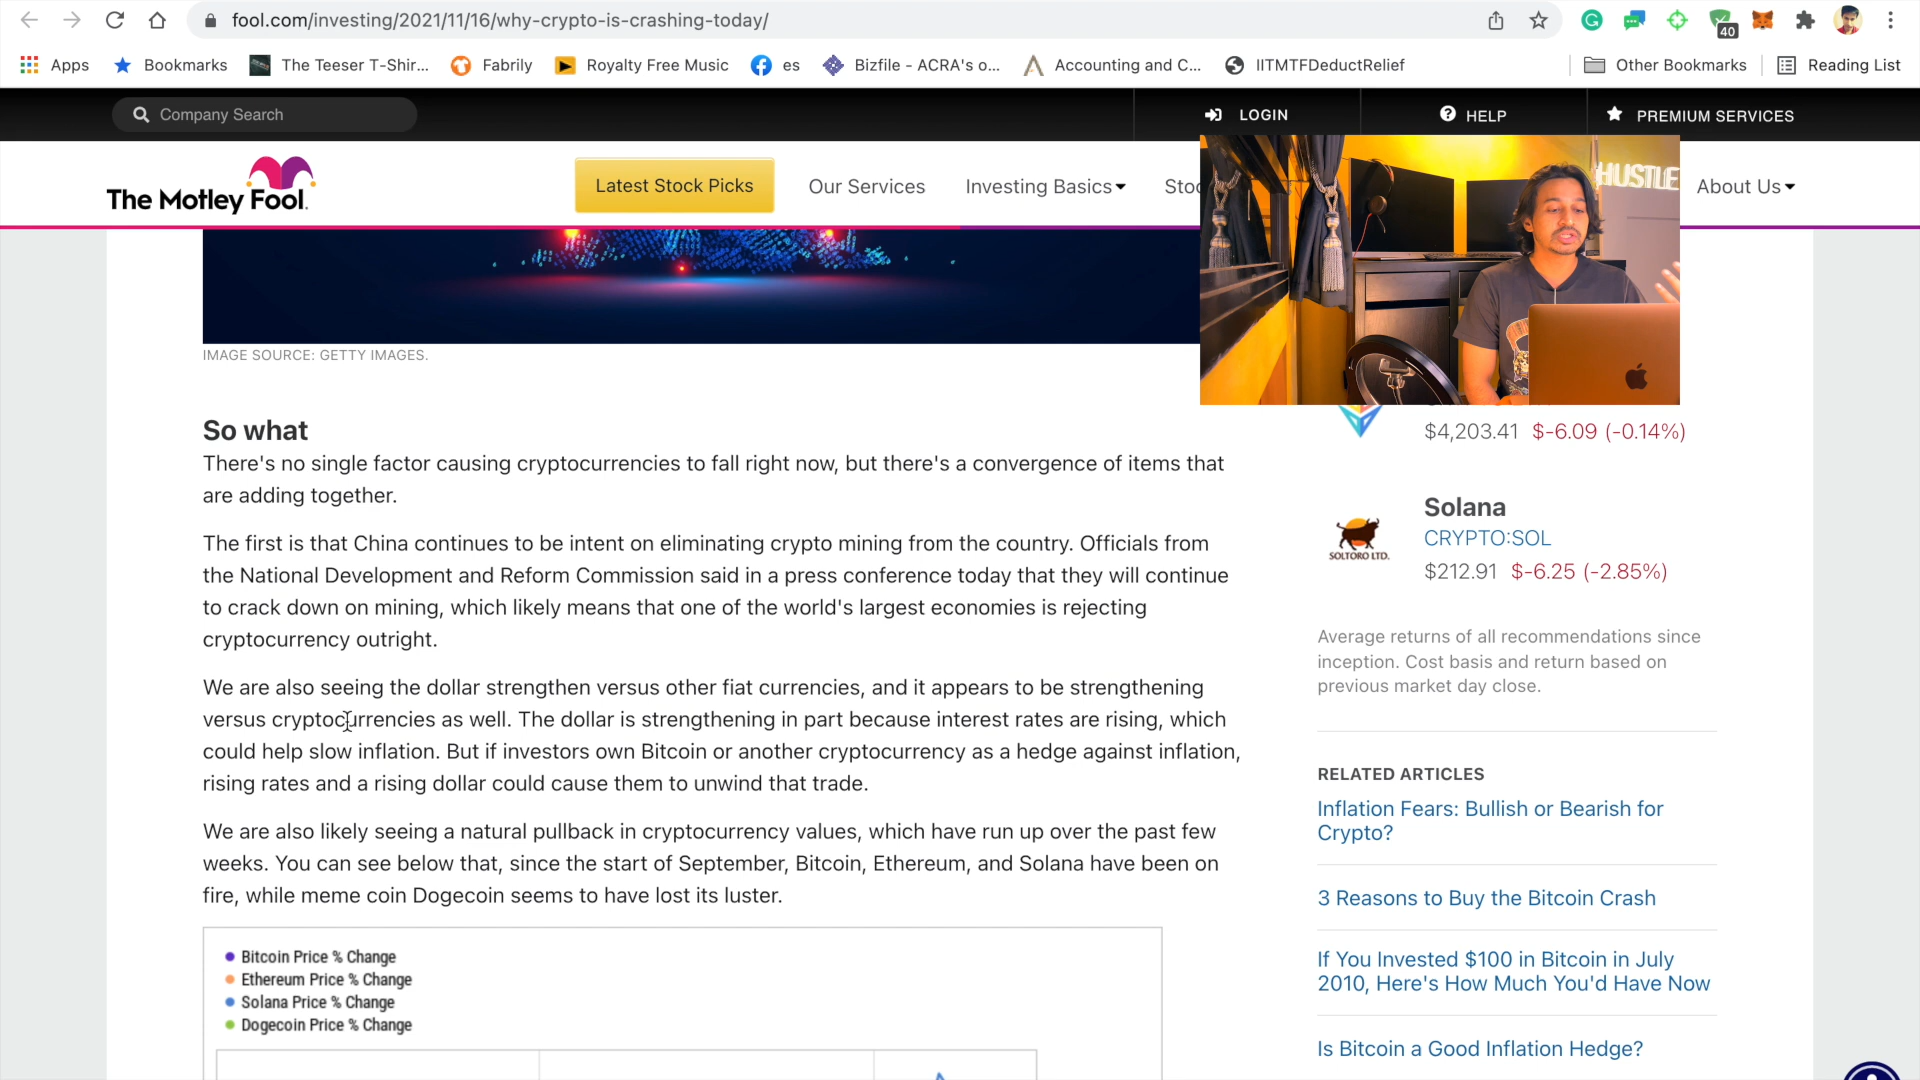 fool.com/investing/2021/11/16/why-crypto-is-crashing-today/
40
Apps
Bookmarks
The Teeser T-Shir...
Fabrily
Royalty Free Music
es
Bizfile - ACRA's o...
Accounting and C...
IITMTFDeductRelief
Other Bookmarks
Reading List
Company Search
LOGIN
HELP
PREMIUM SERVICES
The Motley Fool.
Latest Stock Picks
Our Services
Investing Basics
Stoc
About Us
HUSTLE
IMAGE SOURCE: GETTY IMAGES.
So what
There's no single factor causing cryptocurrencies to fall right now, but there's a convergence of items that
are adding together.
The first is that China continues to be intent on eliminating crypto mining from the country. Officials from
the National Development and Reform Commission said in a press conference today that they will continue
to crack down on mining, which likely means that one of the world's largest economies is rejecting
cryptocurrency outright.
We are also seeing the dollar strengthen versus other fiat currencies, and it appears to be strengthening
versus cryptocurrencies as well. The dollar is strengthening in part because interest rates are rising, which
could help slow inflation. But if investors own Bitcoin or another cryptocurrency as a hedge against inflation,
rising rates and a rising dollar could cause them to unwind that trade.
We are also likely seeing a natural pullback in cryptocurrency values, which have run up over the past few
weeks. You can see below that, since the start of September, Bitcoin, Ethereum, and Solana have been on
fire, while meme coin Dogecoin seems to have lost its luster.
Bitcoin Price % Change
Ethereum Price % Change
Solana Price % Change
Dogecoin Price % Change
$4,203.41 $-6.09 (-0.14%)
SOLTORO LTD.
Solana
CRYPTO:SOL
$212.91 $-6.25 (-2.85%)
Average returns of all recommendations since
inception. Cost basis and return based on
previous market day close.
RELATED ARTICLES
Inflation Fears: Bullish or Bearish for
Crypto?
3 Reasons to Buy the Bitcoin Crash
If You Invested $100 in Bitcoin in July
2010, Here's How Much You'd Have Now
Is Bitcoin a Good Inflation Hedge?